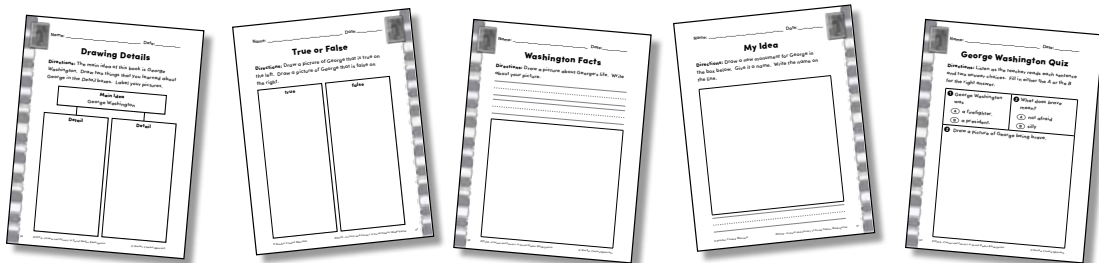 Name: Date:
Drawing Details
Directions: The main idea of this book is George
Washington. Draw two things that you learned about
George in the Detail boxes. Label your pictures.
Main Idea
George Washington
Detail
Detail
Name: Date:
True or False
Directions: Draw a picture of George that is true on
the left. Draw a picture of George that is false on
the right.
true
false
Name: Date:
Washington Facts
Directions: Draw a picture about George's life. Write
about your picture.
Name: Date:
My Idea
Directions: Draw a new monument for George in
the box below. Give it a name. Write the name on
the line.
Name: Date:
George Washington Quiz
Directions: Listen as the teacher reads each sentence
and two answer choices. Fill in either the A or the B
for the right answer.
1 George Washington
was
A a firefighter.
B a president.
2 What does brave
mean?
A not afraid
B silly
3 Draw a picture of George being brave.